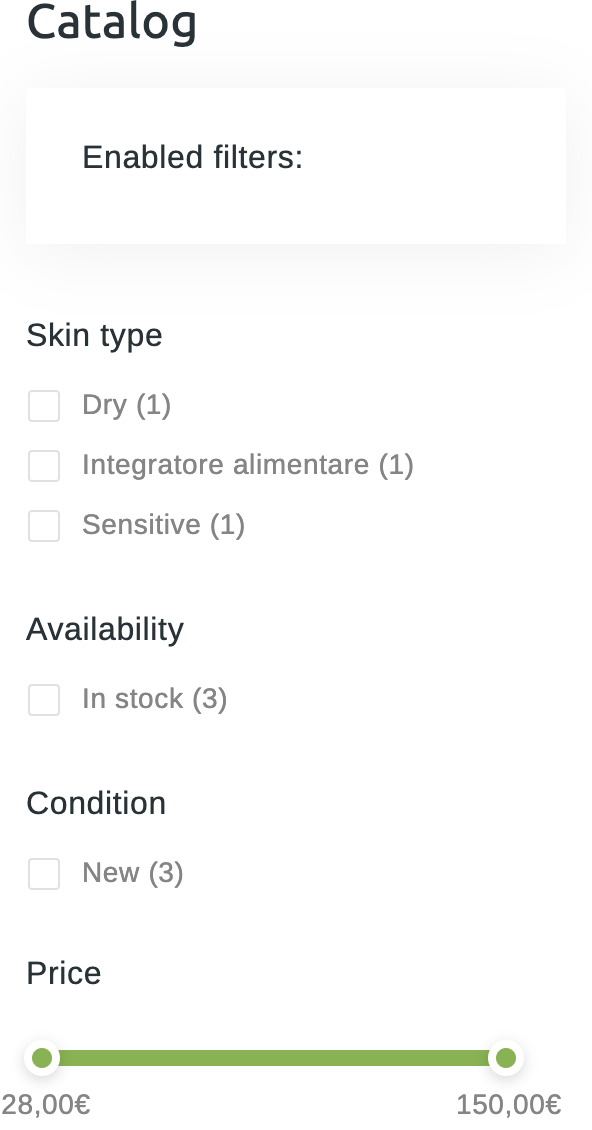 Catalog
Enabled filters:
Skin type
Dry (1)
Integratore alimentare (1)
Sensitive (1)
Availability
In stock (3)
Condition
New (3)
Price
28,00€ 150,00€